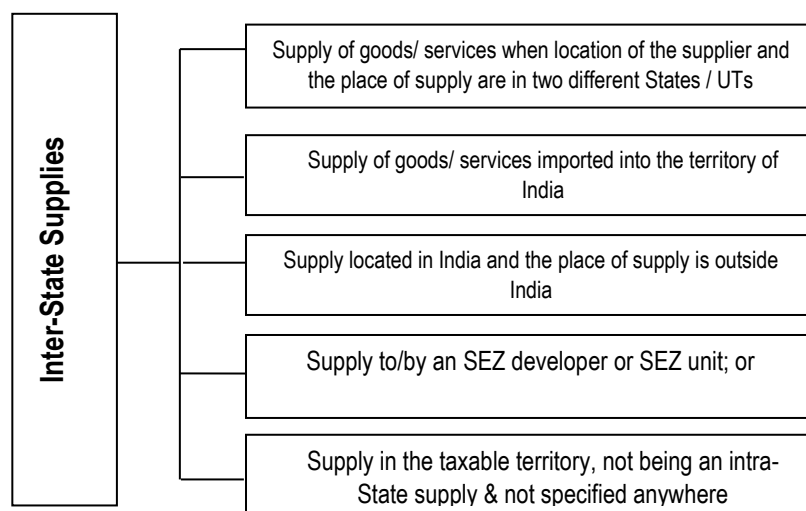 Inter-State Supplies
Supply of goods/ services when location of the supplier and
the place of supply are in two different States / UTs
Supply of goods/ services imported into the territory of
India
Supply located in India and the place of supply is outside
India
Supply to/by an SEZ developer or SEZ unit; or
Supply in the taxable territory, not being an intra-
State supply & not specified anywhere